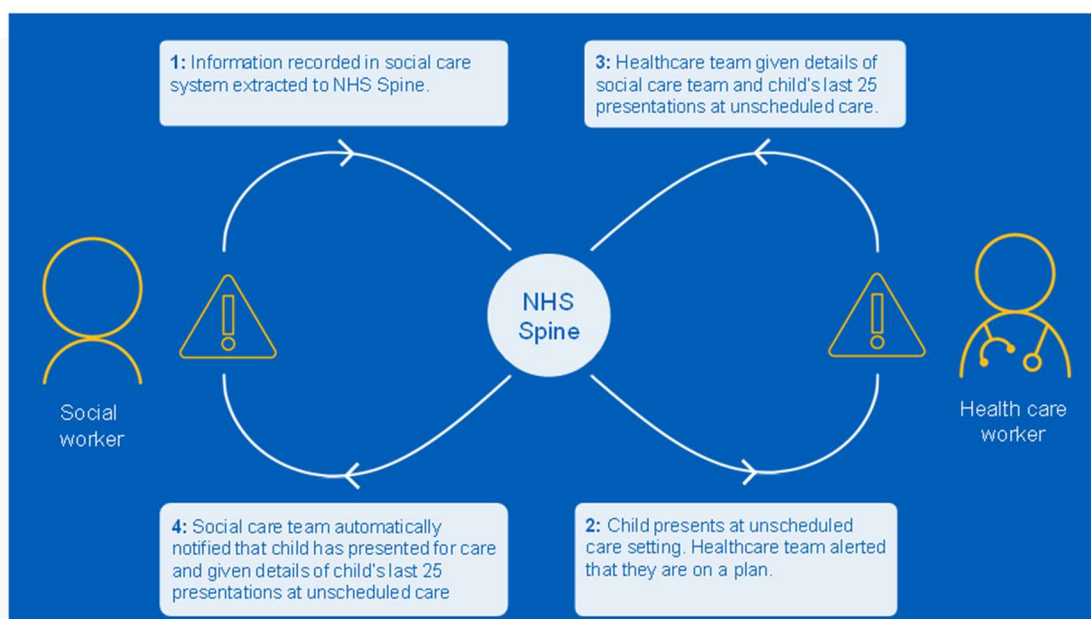 1: Information recorded in social care
system extracted to NHS Spine.
3: Healthcare team given details of
social care team and child's last 25
presentations at unscheduled care.
NHS
Spine
Social
worker
Health care
worker
4: Social care team automatically
notified that child has presented for care
and given details of child's last 25
presentations at unscheduled care
2: Child presents at unscheduled
care setting. Healthcare team alerted
that they are on a plan.